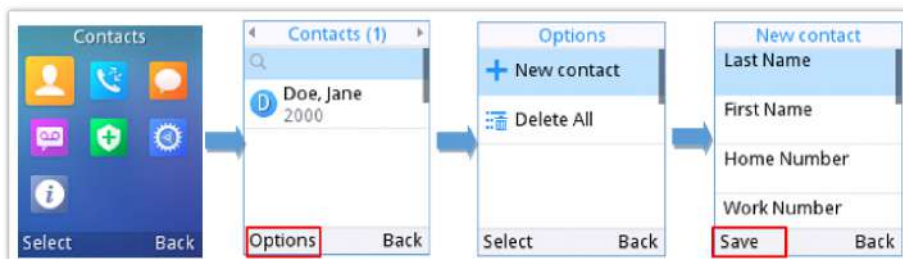 Contacts
Select Back
Contacts (1)
D Doe, Jane
2000
Options Back
Options
New contact
Delete All
Select Back
New contact
Last Name
First Name
Home Number
Work Number
Save Back